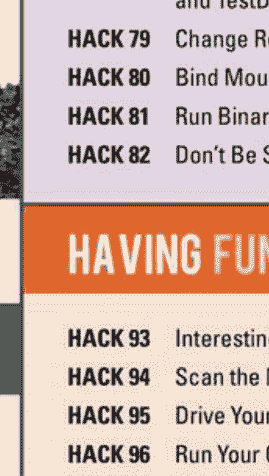 and TestD
HACK 79 Change Re
HACK 80 Bind Mou
HACK 81 Run Binar
HACK 82 Don't Be S
HAVING FUN
HACK 93 Interestin
HACK 94 Scan the
HACK 95 Drive Your
HACK 96 Run Your